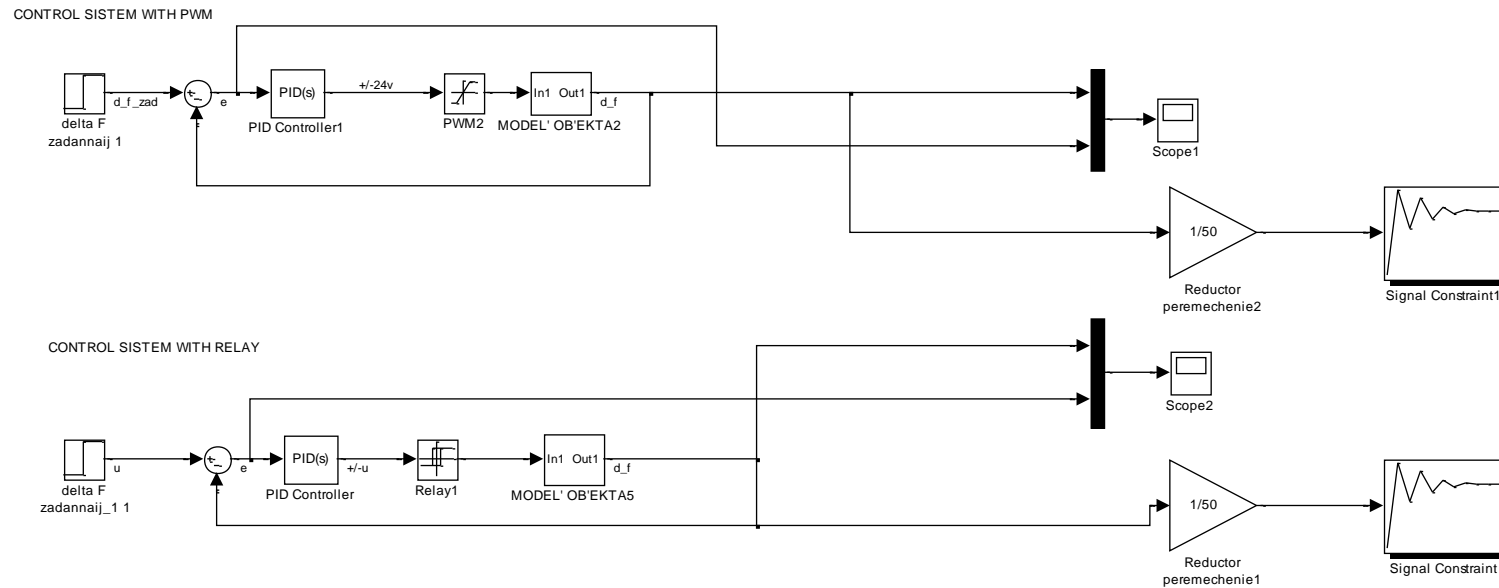 CONTROL SISTEM WITH PWM
delta F
zadannaij 1
d_f_zad
e
PID(s)
PID Controller1
+/-24v
PWM2
In1 Out1
MODEL' OB'EKTA2
d_f
Scope1
1/50
Reductor
peremechenie2
Signal Constraint1
CONTROL SISTEM WITH RELAY
delta F
zadannaij_1 1
u
e
PID(s)
PID Controller
+/-u
Relay1
In1 Out1
MODEL' OB'EKTA5
d_f
Scope2
1/50
Reductor
peremechenie1
Signal Constraint